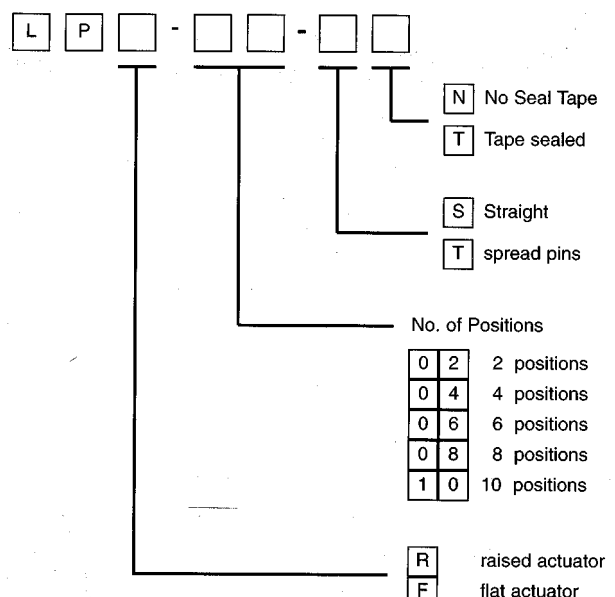 L P - -
N No Seal Tape
T Tape sealed
S Straight
T spread pins
No. of Positions
0 2 2 positions
0 4 4 positions
0 6 6 positions
0 8 8 positions
1 0 10 positions
R raised actuator
F flat actuator